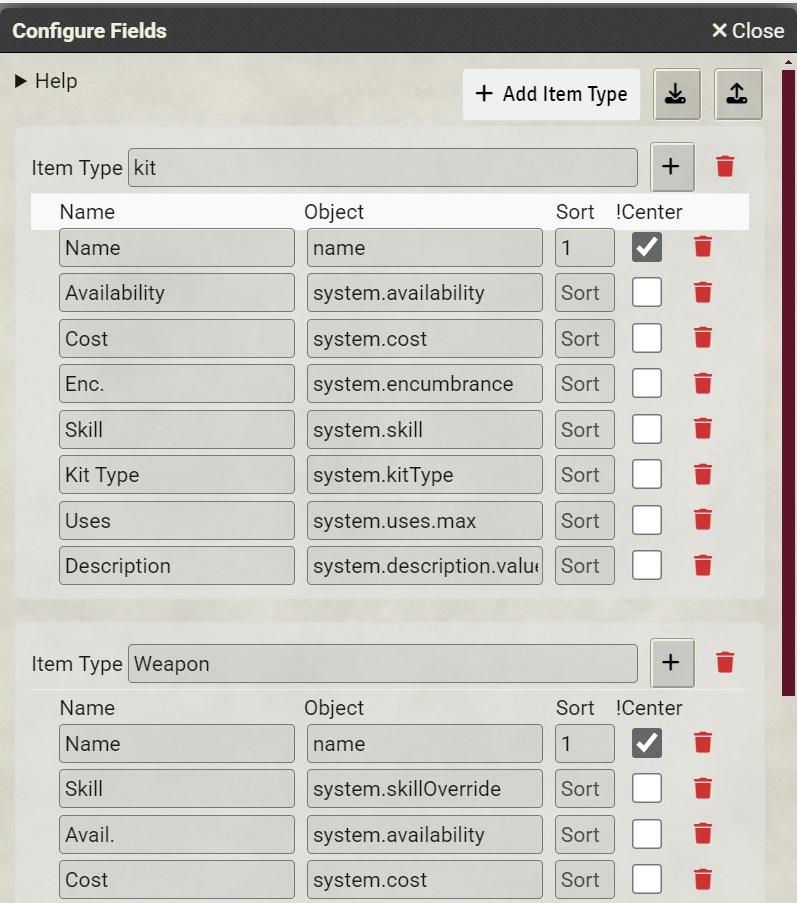 Configure Fields Close
Help
Add Item Type
Item Type kit
Name Object Sort !Center
Name name 1
Availability system.availability Sort
Cost system.cost Sort
Enc. system.encumbrance Sort
Skill system.skill Sort
Kit Type system.kitType Sort
Uses system.uses.max Sort
Description system.description.value Sort
Item Type Weapon
Name Object Sort !Center
Name name 1
Skill system.skillOverride Sort
Avail. system.availability Sort
Cost system.cost Sort